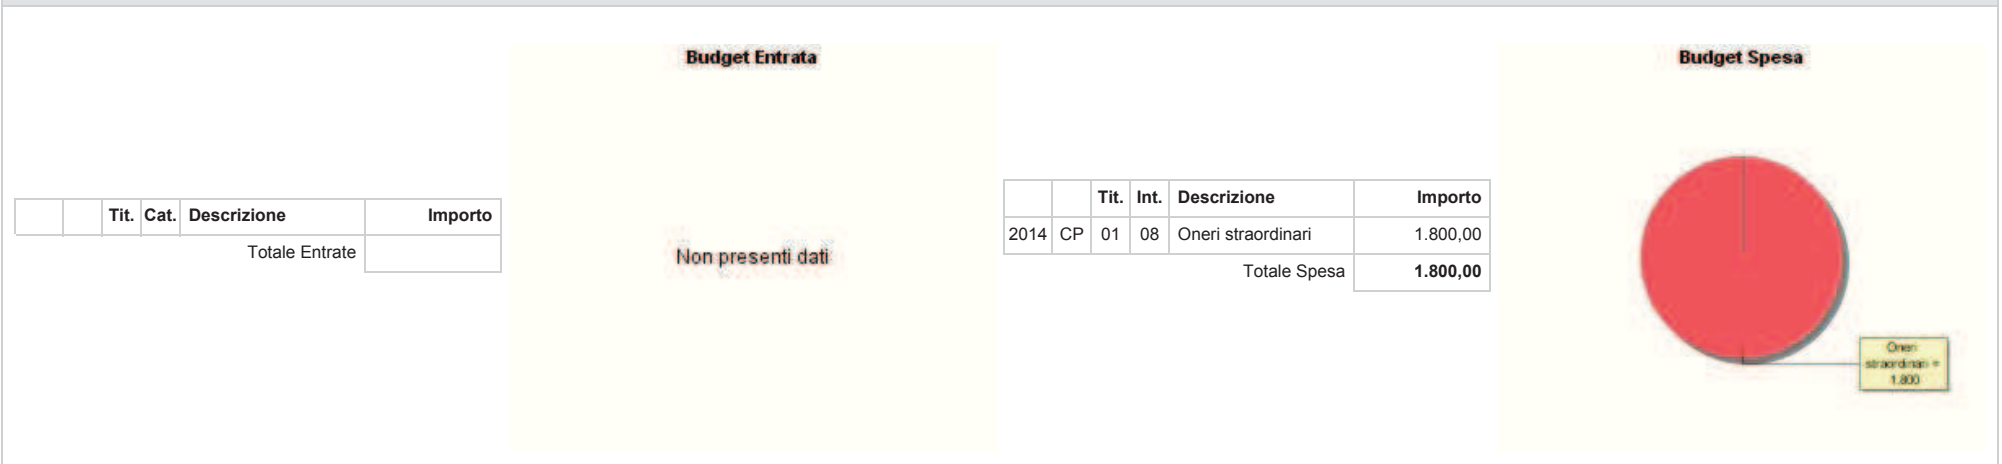 Tit. Cat. Descrizione Importo
Totale Entrate
Budget Entrata
Non presenti dati
Tit. Int. Descrizione Importo
2014 CP 01 08 Oneri straordinari 1.800,00
Totale Spesa 1.800,00
Budget Spesa
Oneri
straordinari =
1.800